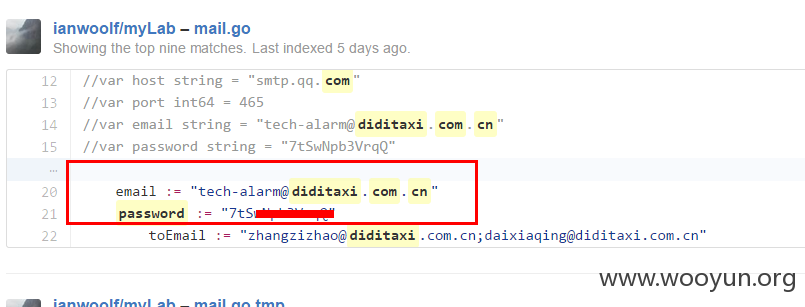 ianwoolf/myLab – mail.go
Showing the top nine matches. Last indexed 5 days ago.
12 //var host string = "smtp.qq.com"
13 //var port int64 = 465
14 //var email string = "tech-alarm@diditaxi.com.cn"
15 //var password string = "7tSwNpb3VrqQ"
...
20 email := "tech-alarm@diditaxi.com.cn"
21 password := "7tS
22 toEmail := "zhangzizhao@diditaxi.com.cn;daixiaqing@diditaxi.com.cn"
www.wooyun.org
ianwoolf/myLab – mail.go.tmp